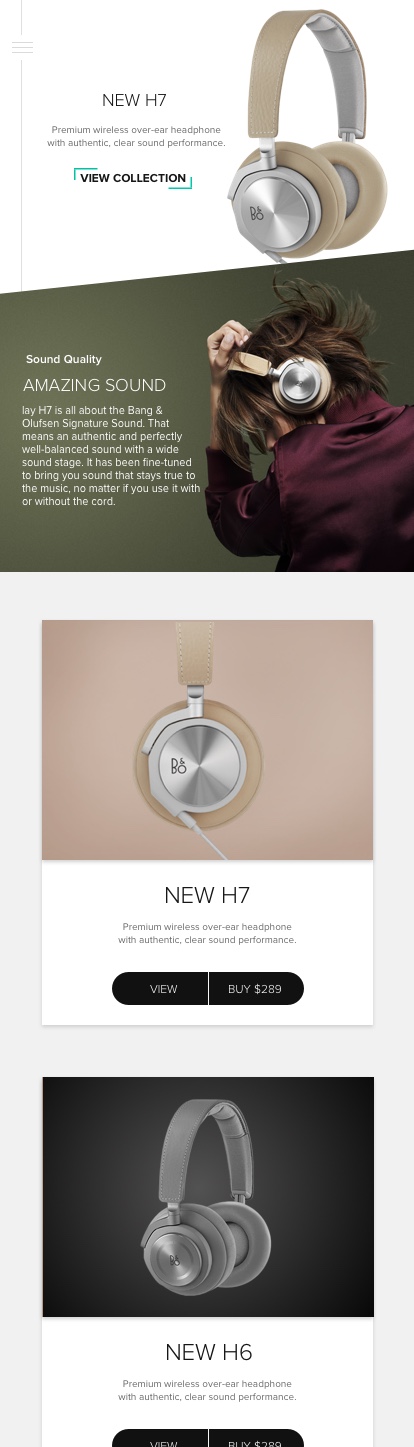 NEW H7
Premium wireless over-ear headphone
with authentic, clear sound performance.
VIEW COLLECTION
B&O
Sound Quality
AMAZING SOUND
lay H7 is all about the Bang &
Olufsen Signature Sound. That
means an authentic and perfectly
well-balanced sound with a wide
sound stage. It has been fine-tuned
to bring you sound that stays true to
the music, no matter if you use it with
or without the cord.
B&O
NEW H7
Premium wireless over-ear headphone
with authentic, clear sound performance.
VIEW BUY $289
B&O
NEW H6
Premium wireless over-ear headphone
with authentic, clear sound performance.
VIEW BUY $289